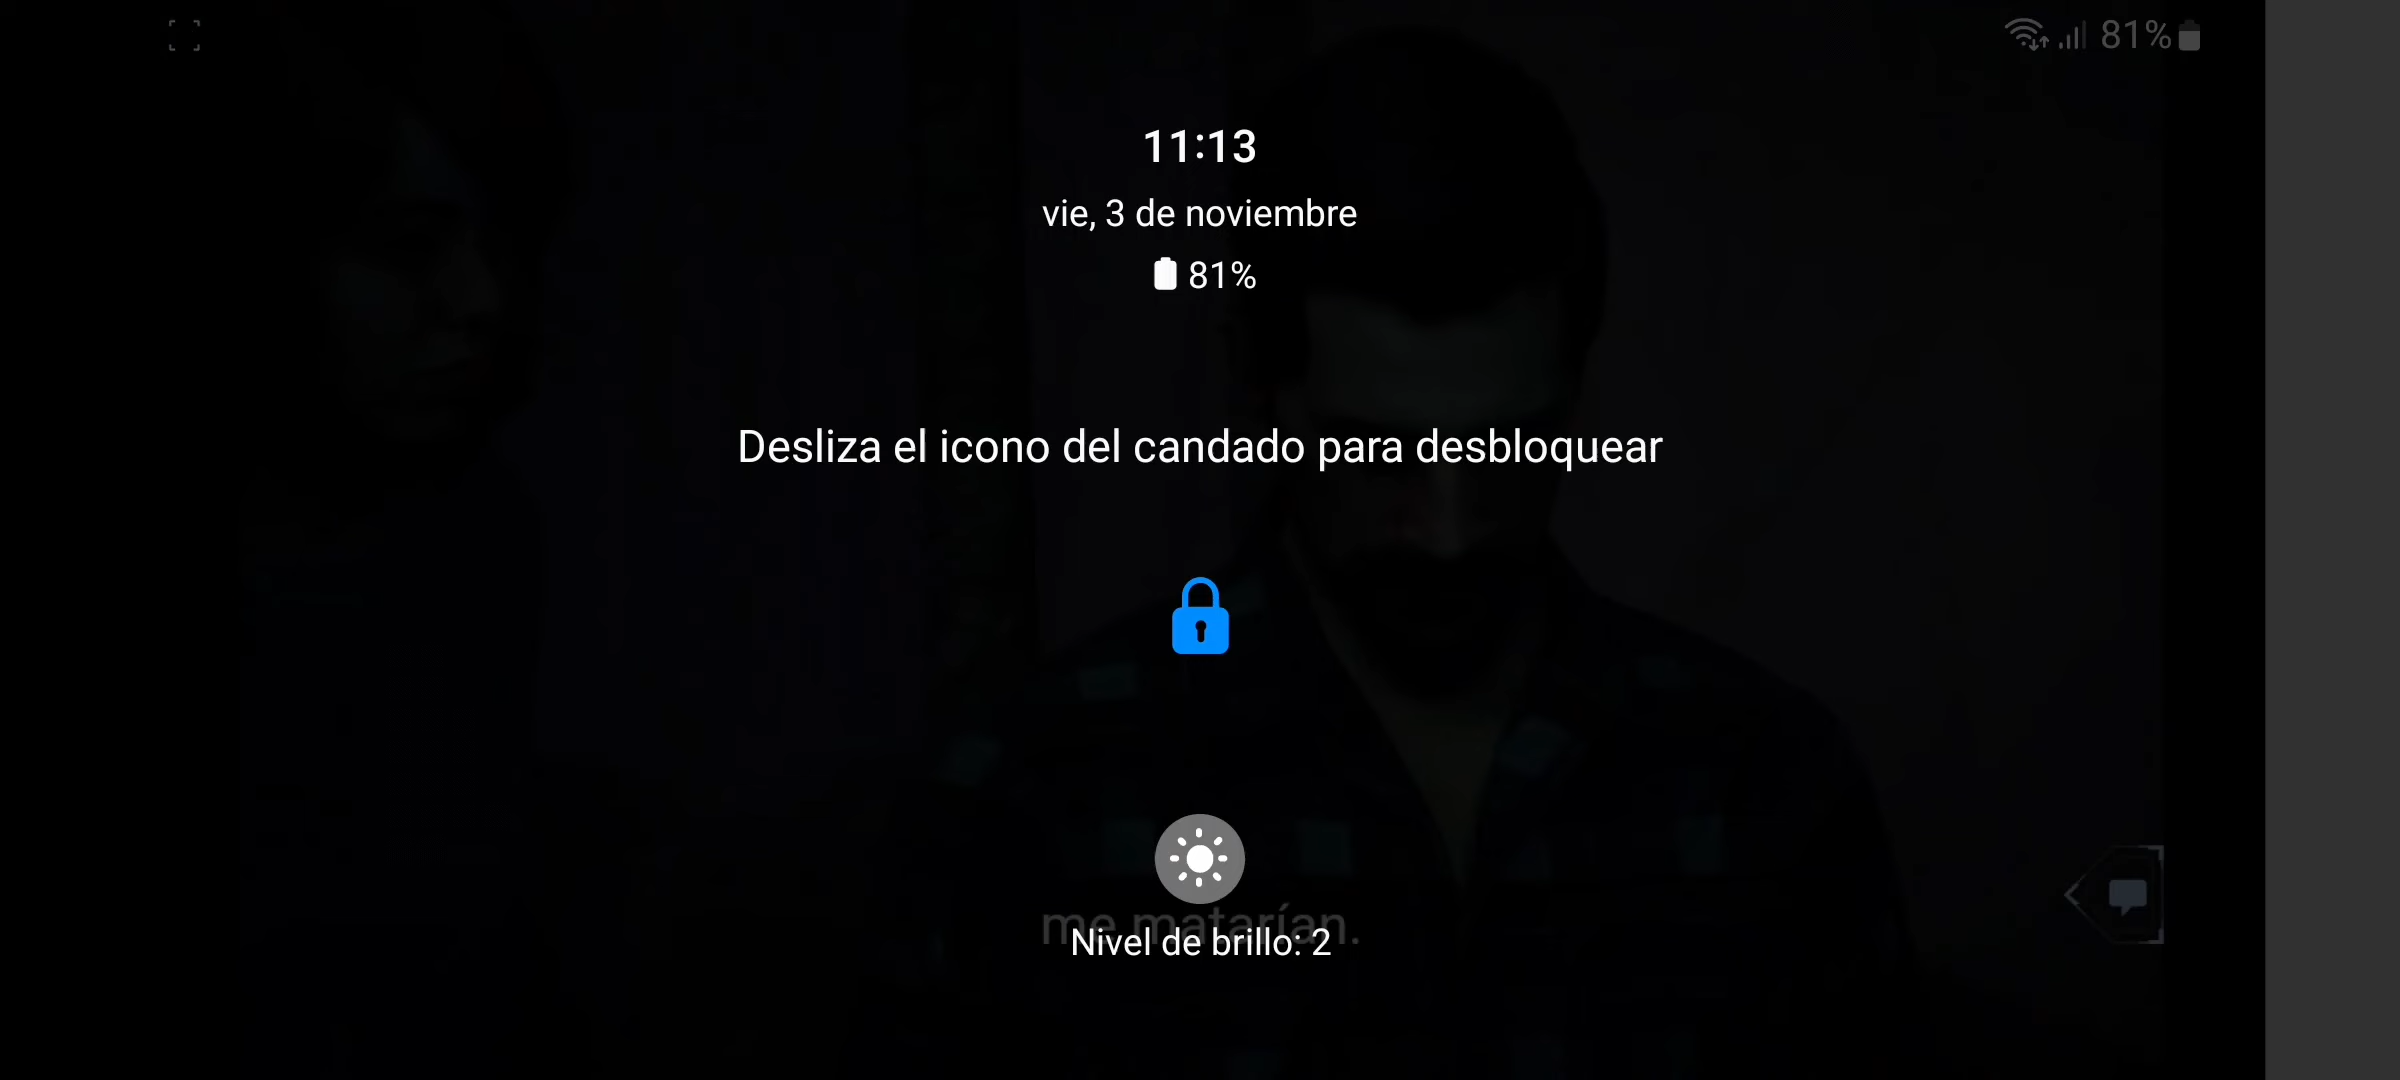 81%
11:13
vie, 3 de noviembre
81%
Desliza el icono del candado para desbloquear
me matarían.
Nivel de brillo: 2